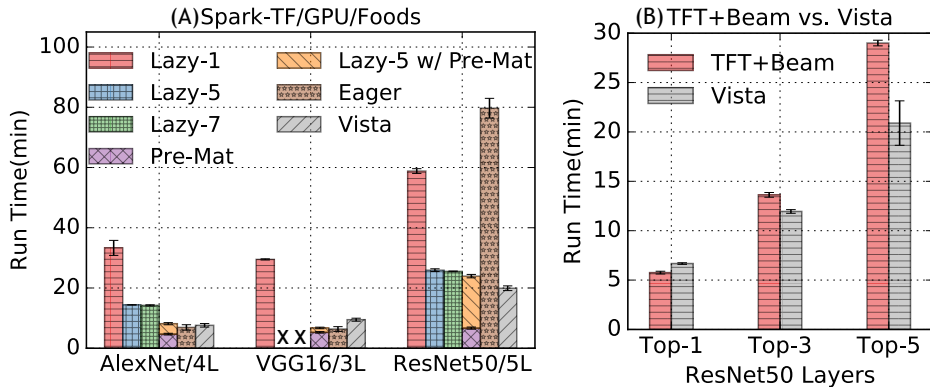 (A)Spark-TF/GPU/Foods
Run Time(min)
100
80
60
40
20
0
Lazy-1
Lazy-5
Lazy-7
Pre-Mat
Lazy-5 w/ Pre-Mat
Eager
Vista
X X
AlexNet/4L
VGG16/3L
ResNet50/5L
(B)TFT+Beam vs. Vista
Run Time(min)
30
25
20
15
10
5
0
TFT+Beam
Vista
Top-1
Top-3
Top-5
ResNet50 Layers